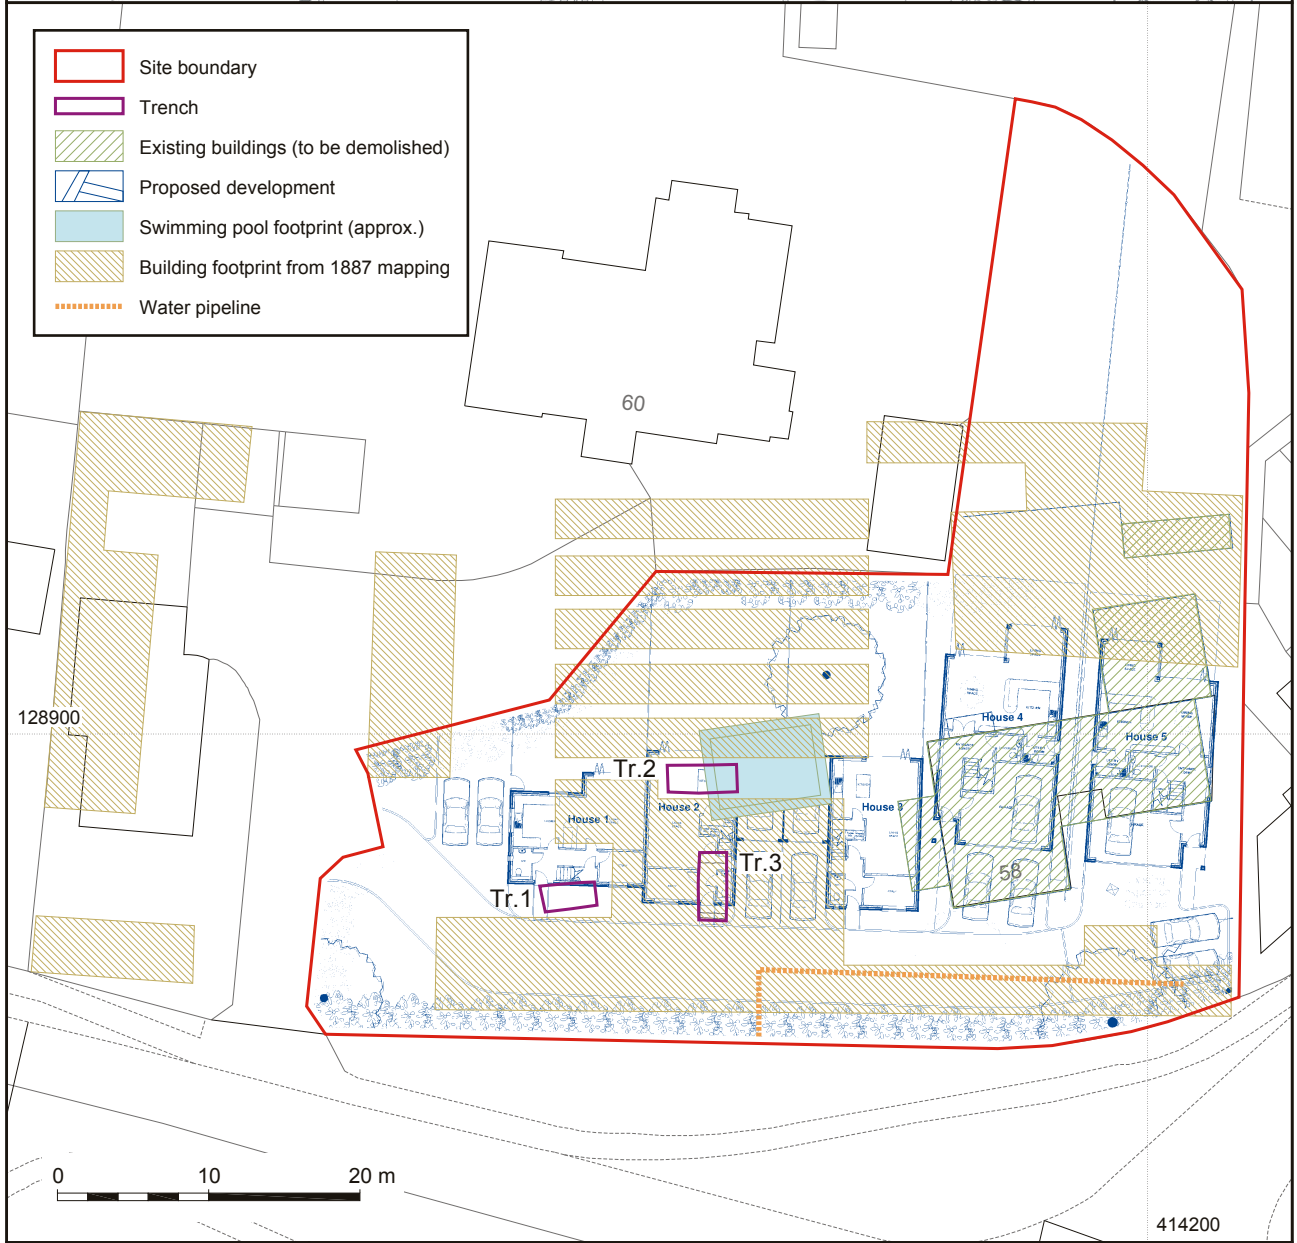 Site boundary
Trench
Existing buildings (to be demolished)
Proposed development
Swimming pool footprint (approx.)
Building footprint from 1887 mapping
Water pipeline
60
128900
House 4
House 5
Tr.2
House 1
House 2
House 3
Tr.3
58
Tr.1
0 10 20 m
414200